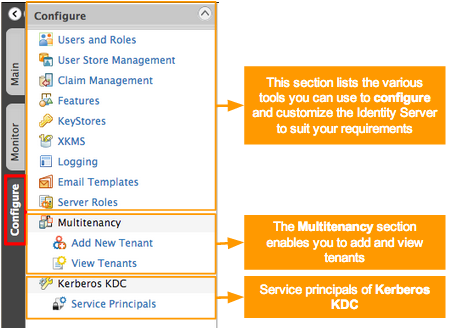 Configure
Users and Roles
User Store Management
Claim Management
Features
KeyStores
XKMS
Logging
Email Templates
Server Roles
Multitenancy
Add New Tenant
View Tenants
Kerberos KDC
Service Principals
Main
Monitor
Configure
This section lists the various
tools you can use to configure
and customize the Identity Server
to suit your requirements
The Multitenancy section
enables you to add and view
tenants
Service principals of Kerberos
KDC